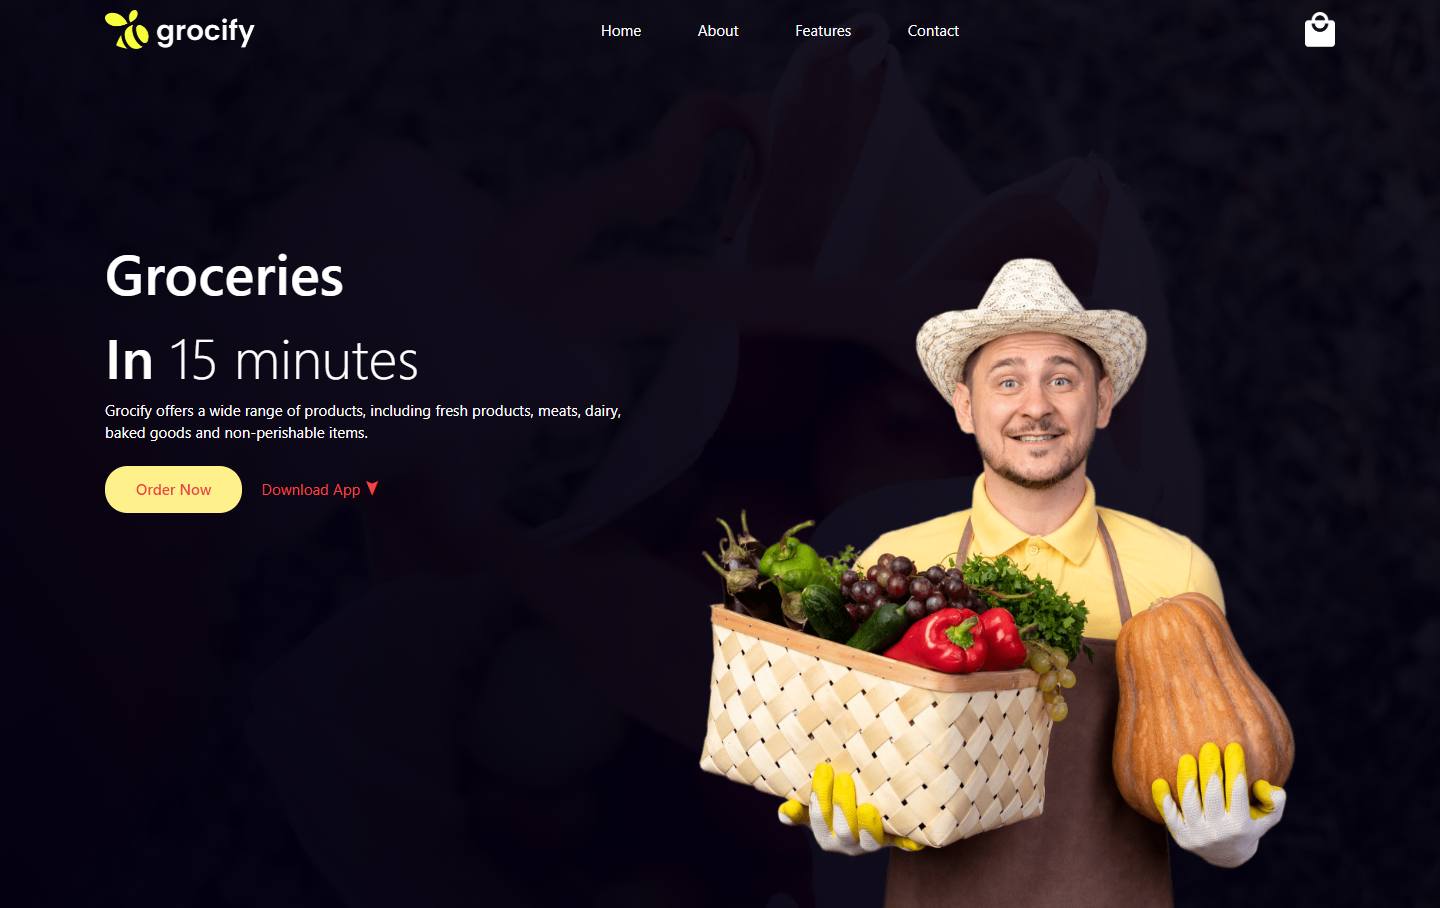 grocify
Home
About
Features
Contact
Groceries
In 15 minutes
Grocify offers a wide range of products, including fresh products, meats, dairy,
baked goods and non-perishable items.
Order Now
Download App